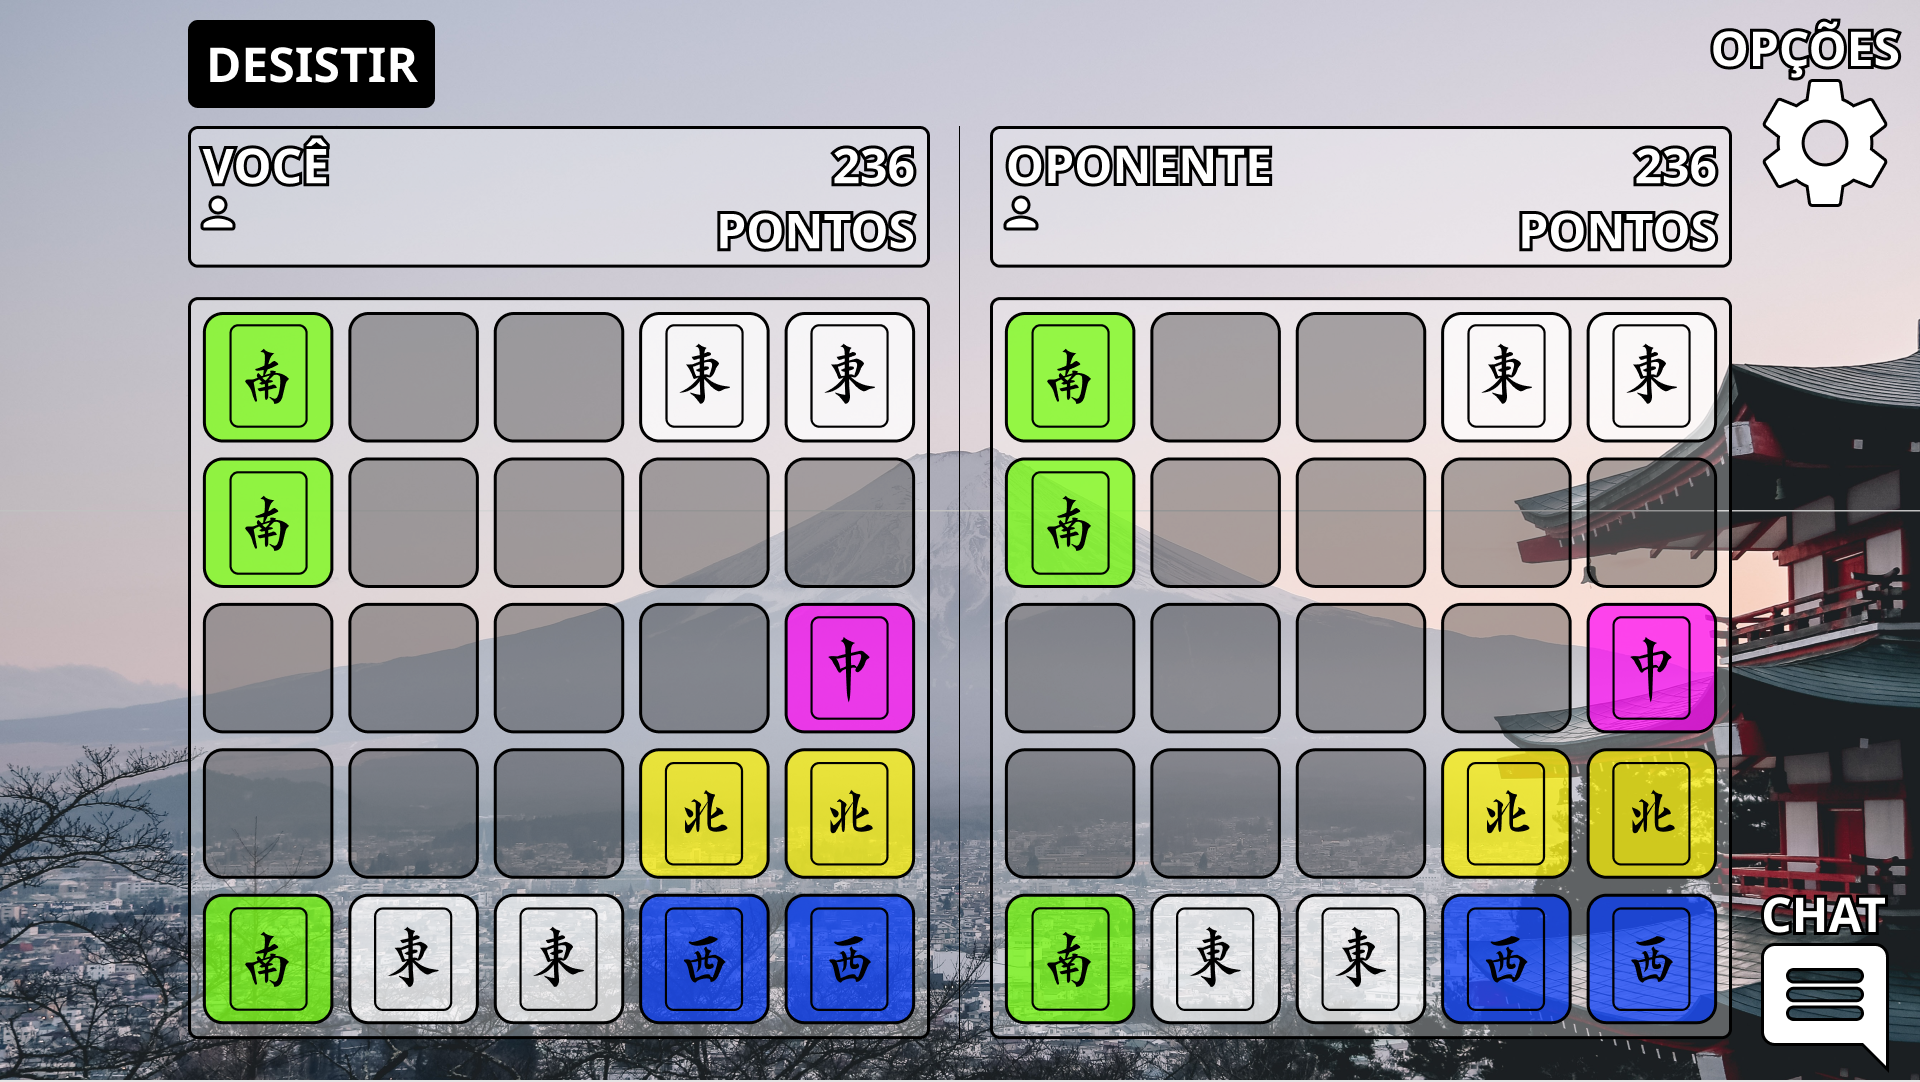 DESISTIR
OPÇÕES
VOCÊ 236
PONTOS
OPONENTE 236
PONTOS
南 東 東
南
中
北 北
南 東 東 西 西
南 東 東
南
中
北 北
南 東 東 西 西
CHAT